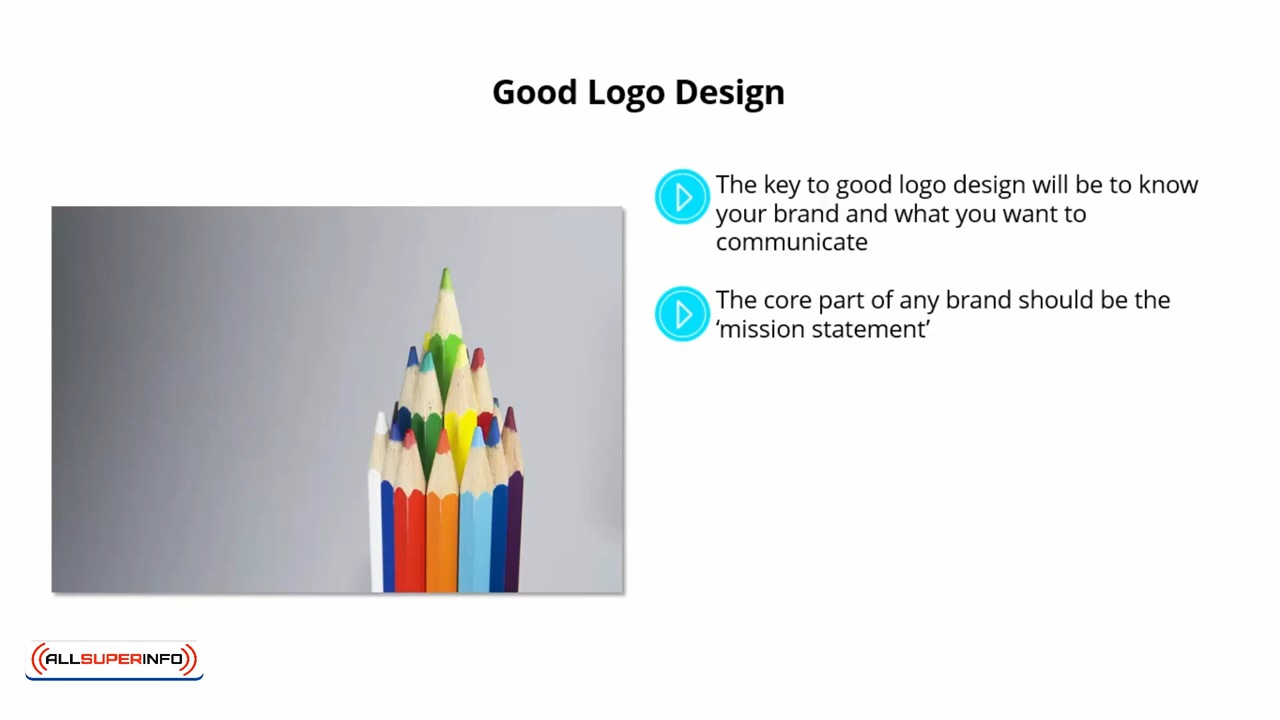 Good Logo Design
The key to good logo design will be to know
your brand and what you want to
communicate
The core part of any brand should be the
‘mission statement’
ALLSUPERINFO